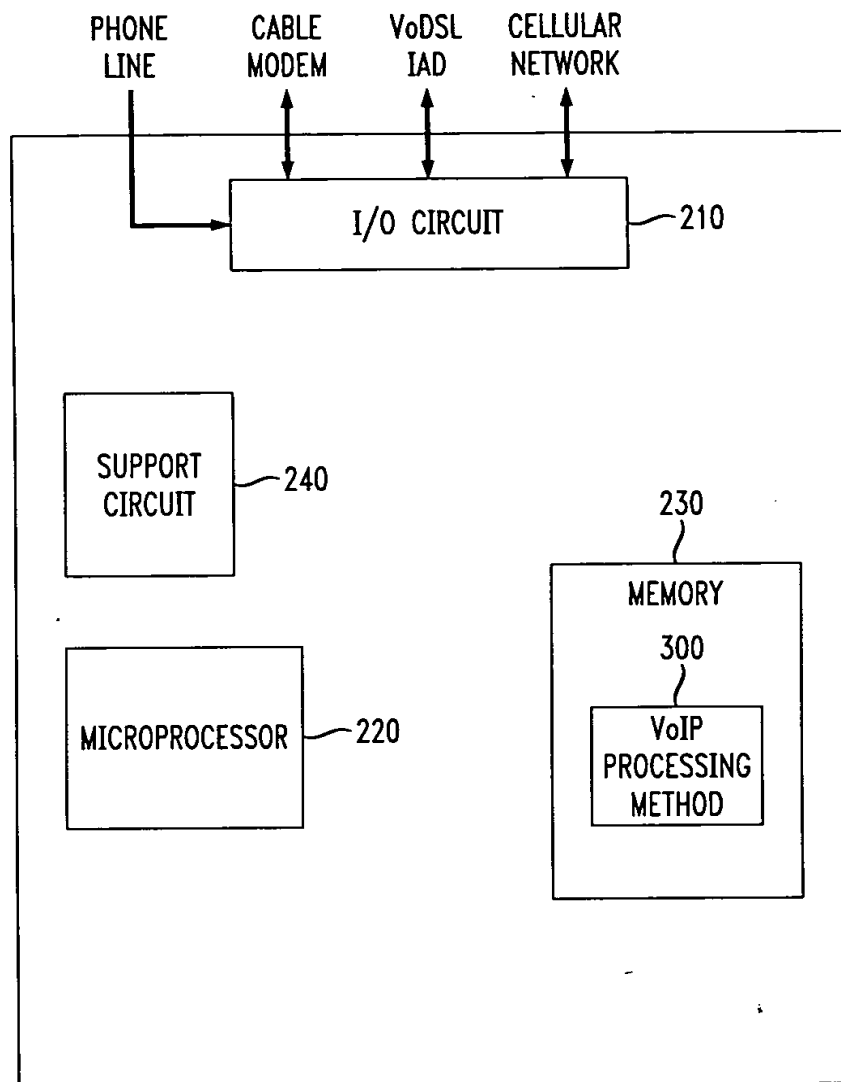 PHONE LINE
CABLE MODEM
VoDSL IAD
CELLULAR NETWORK
I/O CIRCUIT
210
SUPPORT CIRCUIT
240
230
MEMORY
300
VoIP PROCESSING METHOD
MICROPROCESSOR
220